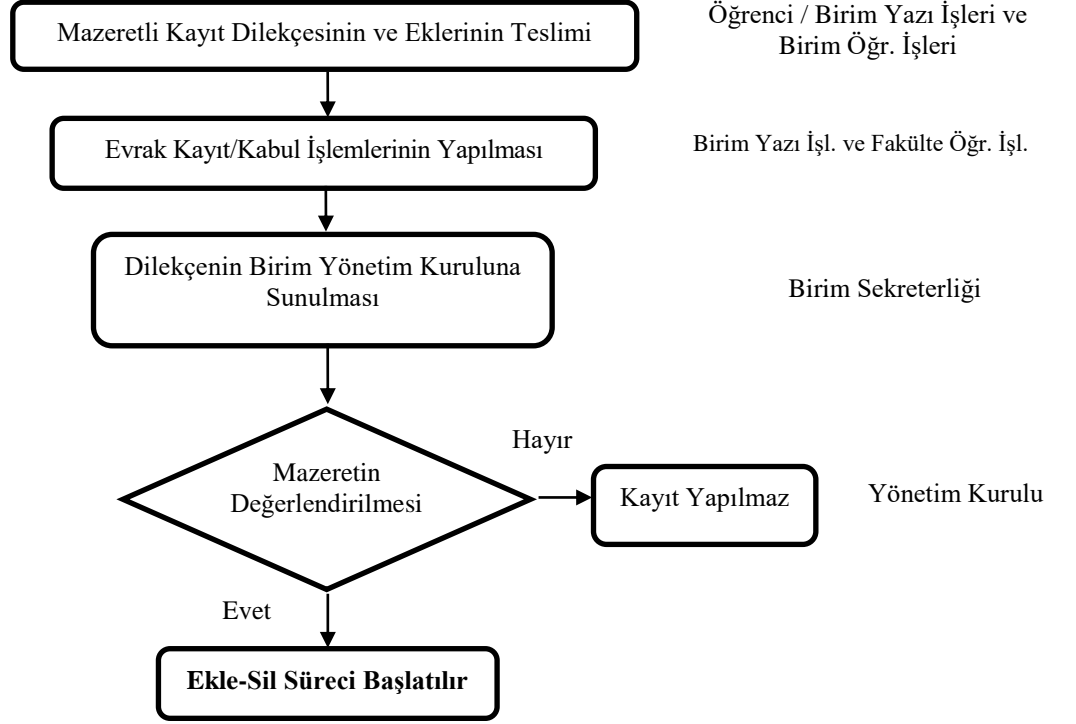 Mazeretli Kayıt Dilekçesinin ve Eklerinin Teslimi
Öğrenci / Birim Yazı İşleri ve
Birim Öğr. İşleri
Evrak Kayıt/Kabul İşlemlerinin Yapılması
Birim Yazı İşl. ve Fakülte Öğr. İşl.
Dilekçenin Birim Yönetim Kuruluna
Sunulması
Birim Sekreterliği
Mazeretin
Değerlendirilmesi
Hayır
Kayıt Yapılmaz
Yönetim Kurulu
Evet
Ekle-Sil Süreci Başlatılır